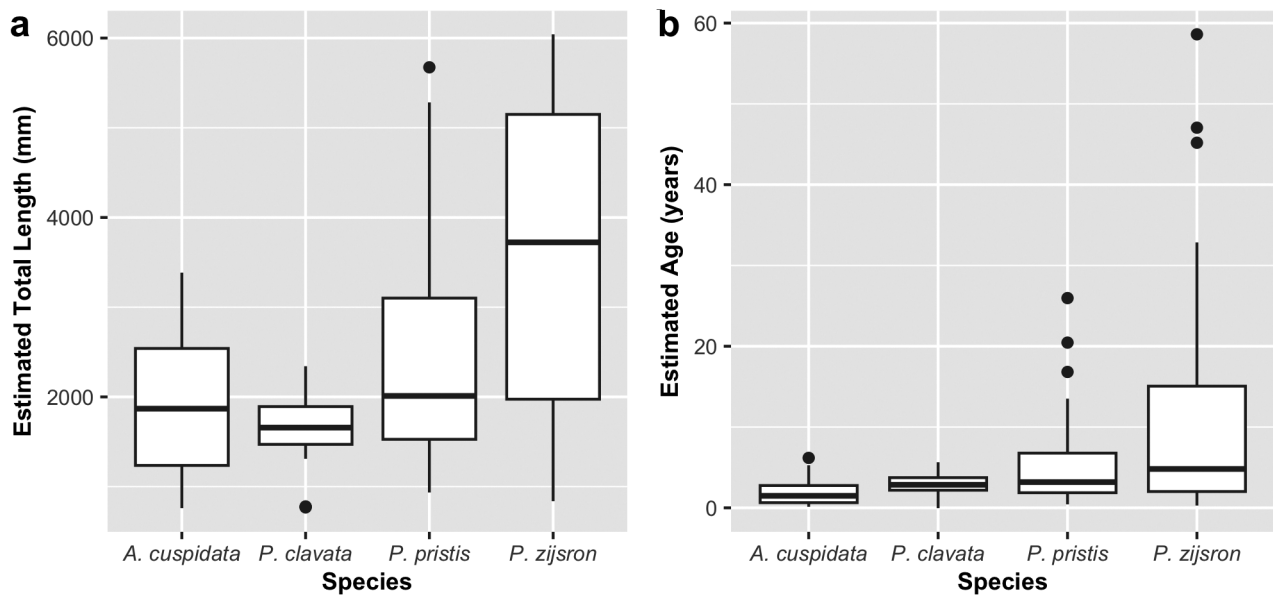 a
Estimated Total Length (mm)
6000
4000
2000
A. cuspidata P. clavata P. pristis P. zijsron
Species
b
Estimated Age (years)
60
40
20
0
A. cuspidata P. clavata P. pristis P. zijsron
Species